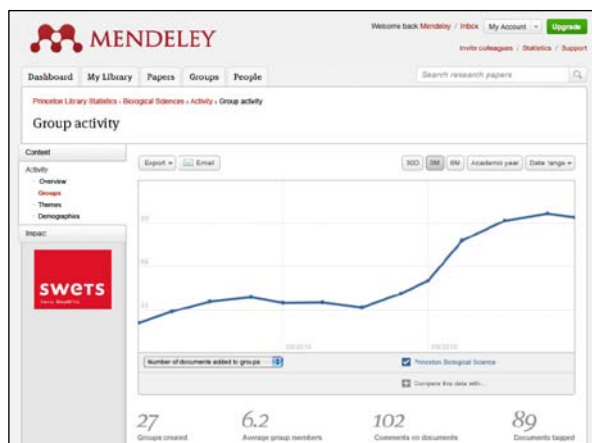 Welcome back Mendeley / Inbox My Account Upgrade
MENDELEY
Invite colleagues / Statistics / Support
Dashboard My Library Papers Groups People Search research papers
Princeton Library Statistics Biological Sciences Activity Group activity
Group activity
Context
Export Email 30D 3M 6M Academic year Date range
Activity
Overview
Groups
Themes
Demographics
Impact
swets
Number of documents added to groups Princeton Biological Science
Compare this data with...
27 6.2 102 89
Groups created Average group members Comments on documents Documents tagged